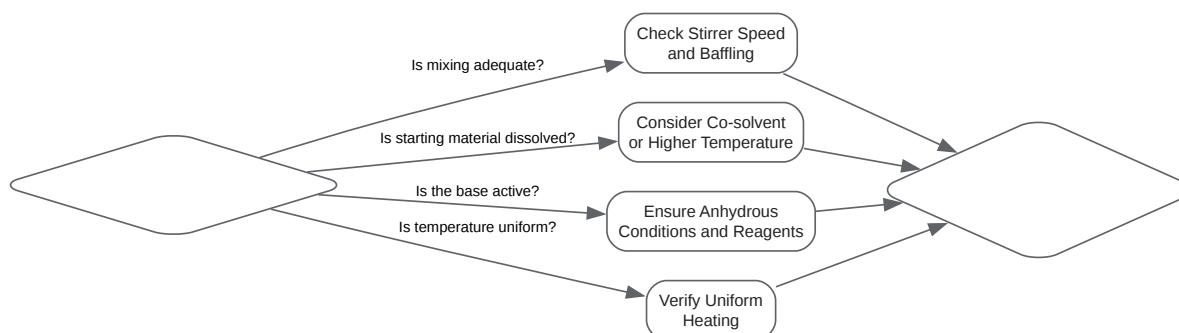 Check Stirrer Speed
and Baffling
Is mixing adequate?
Is starting material dissolved?
Consider Co-solvent
or Higher Temperature
Is the base active?
Ensure Anhydrous
Conditions and Reagents
Is temperature uniform?
Verify Uniform
Heating